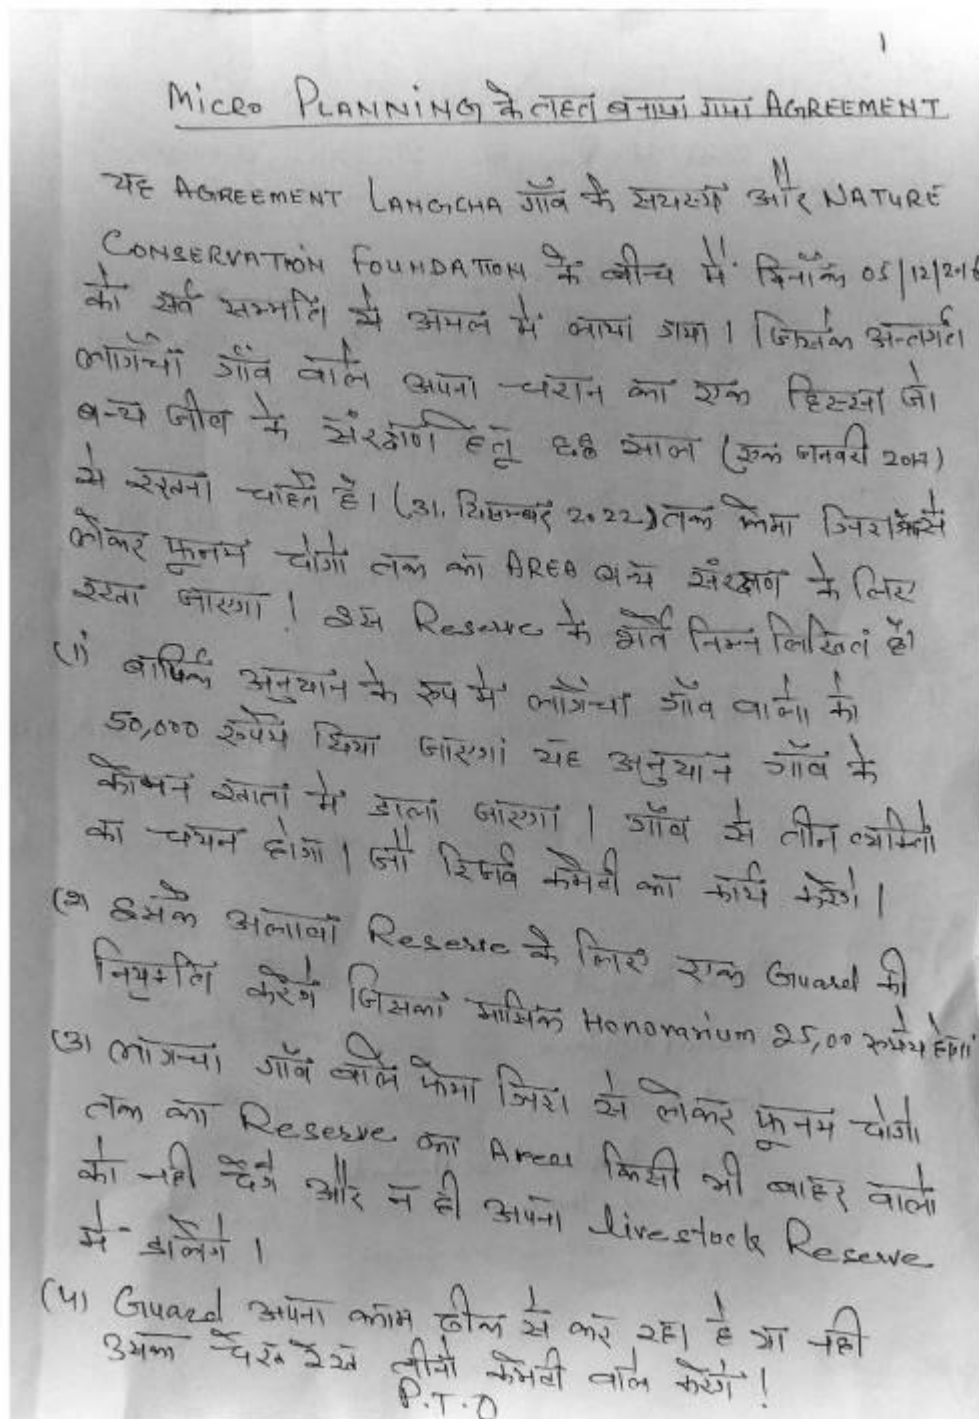 1
MICRO PLANNING के तहत बनाया गया AGREEMENT
यह AGREEMENT LANGCHA गाँव के सदस्यों और NATURE
CONSERVATION FOUNDATION के बीच में दिनाँक 05/12/2016
को सर्व सम्मति से अमल में लाया गया। जिसके अन्तर्गत
लांगचा गाँव वाले अपना चरान का एक हिस्सा जो
वन्य जीव के संरक्षण हेतू साल (एक जनवरी 2017)
से रखना चाहते है। (31, दिसम्बर 2022) तक केमा जिरा से
लेकर फूनम चोगो तक का AREA वन्य संरक्षण के लिए
रखा जाएगा! इस Reserve के शर्ते निम्न लिखित है।
(1) वार्षिक अनुदान के रूप में लांगचा गाँव वालो को
50,000 रूपये दिया जाएगा यह अनुदान गाँव के
कोमन खाता में डाला जाएगा। गाँव से तीन व्यक्तियो
का चयन होगा। जो रिजर्व कमेटी का कार्य करेंगे।
(2) इसके अलावा Reserve के लिए एक Guard की
नियुक्ति करेंगे जिसका मासिक Honorarium 25,00 रूपये होगा
(3) लांगचा गाँव वाले केमा जिरा से लेकर फूनम चोगो
तक का Reserve का Area किसी भी बाहर वालो
को नही देंगे और न ही अपना livestock Reserve
में डालेंगे।
(4) Guard अपना काम ठीक से कर रहा है या नही
उसका देख रेख तीनो कमेटी वाले करेंगे!
P.T.O